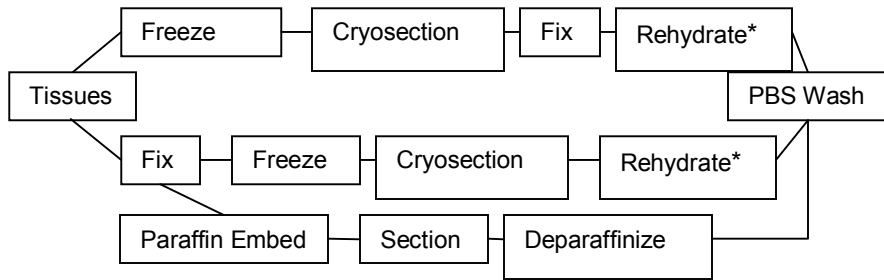 Freeze
Cryosection
Fix
Rehydrate*
Tissues
PBS Wash
Fix
Freeze
Cryosection
Rehydrate*
Paraffin Embed
Section
Deparaffinize